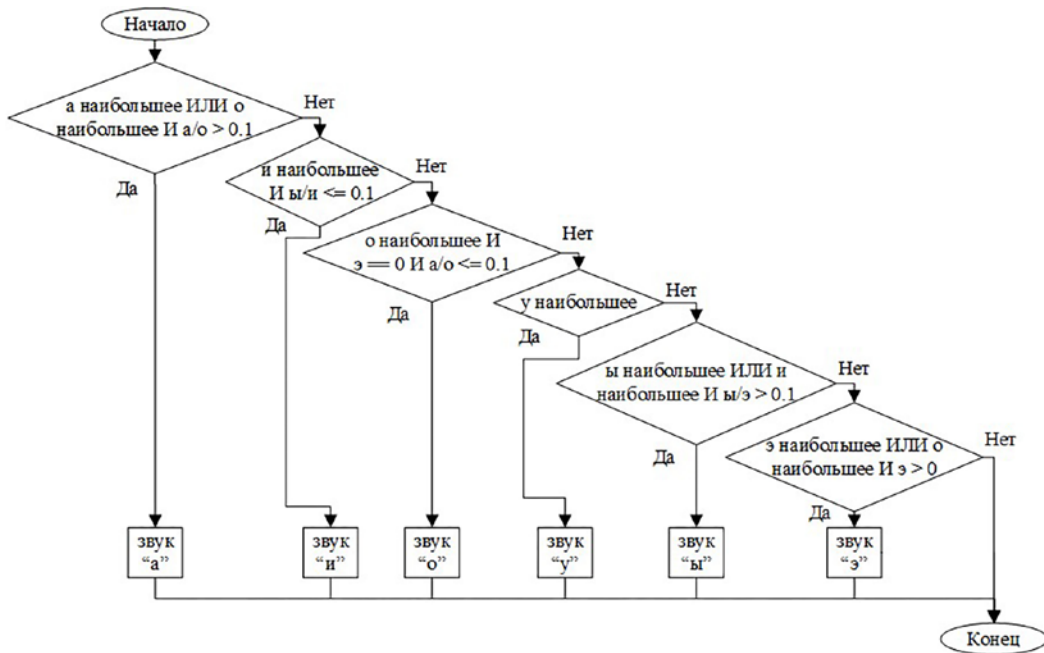 Начало
а наибольшее ИЛИ о
наибольшее И а/о > 0.1
Нет
Да
и наибольшее
И ы/и <= 0.1
Нет
Да
о наибольшее И
э == 0 И а/о <= 0.1
Нет
Да
у наибольшее
Нет
Да
ы наибольшее ИЛИ и
наибольшее И ы/э > 0.1
Нет
Да
э наибольшее ИЛИ о
наибольшее И э > 0
Нет
Да
звук
“а”
звук
“и”
звук
“о”
звук
“у”
звук
“ы”
звук
“э”
Конец